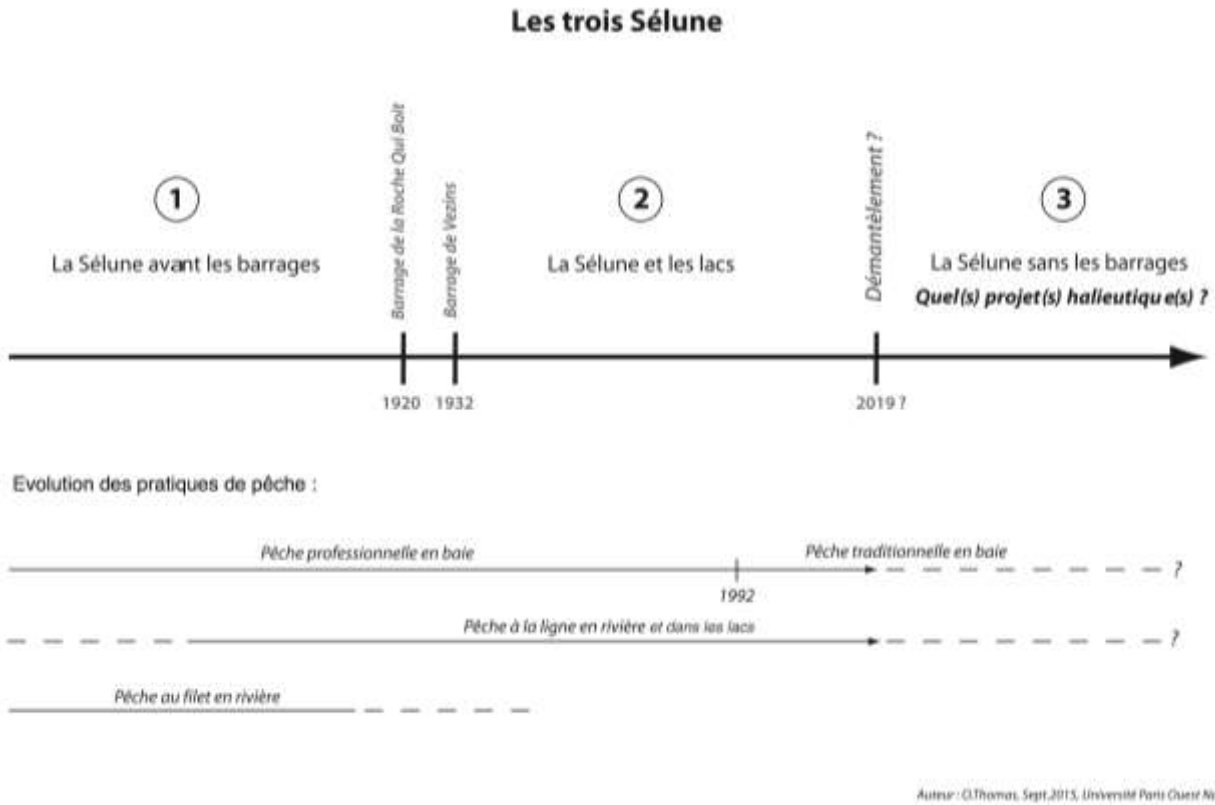 Les trois Sélune
Barrage de la Roche Qui Boit
Barrage de Vezins
Démantèlement ?
1
La Sélune avant les barrages
2
La Sélune et les lacs
3
La Sélune sans les barrages
Quel(s) projet(s) halieutique(s) ?
1920
1932
2019 ?
Evolution des pratiques de pêche :
Pêche professionnelle en baie
Pêche traditionnelle en baie
?
1992
Pêche à la ligne en rivière et dans les lacs
?
Pêche au filet en rivière
Auteur : O.Thomas, Sept.2015, Université Paris Ouest